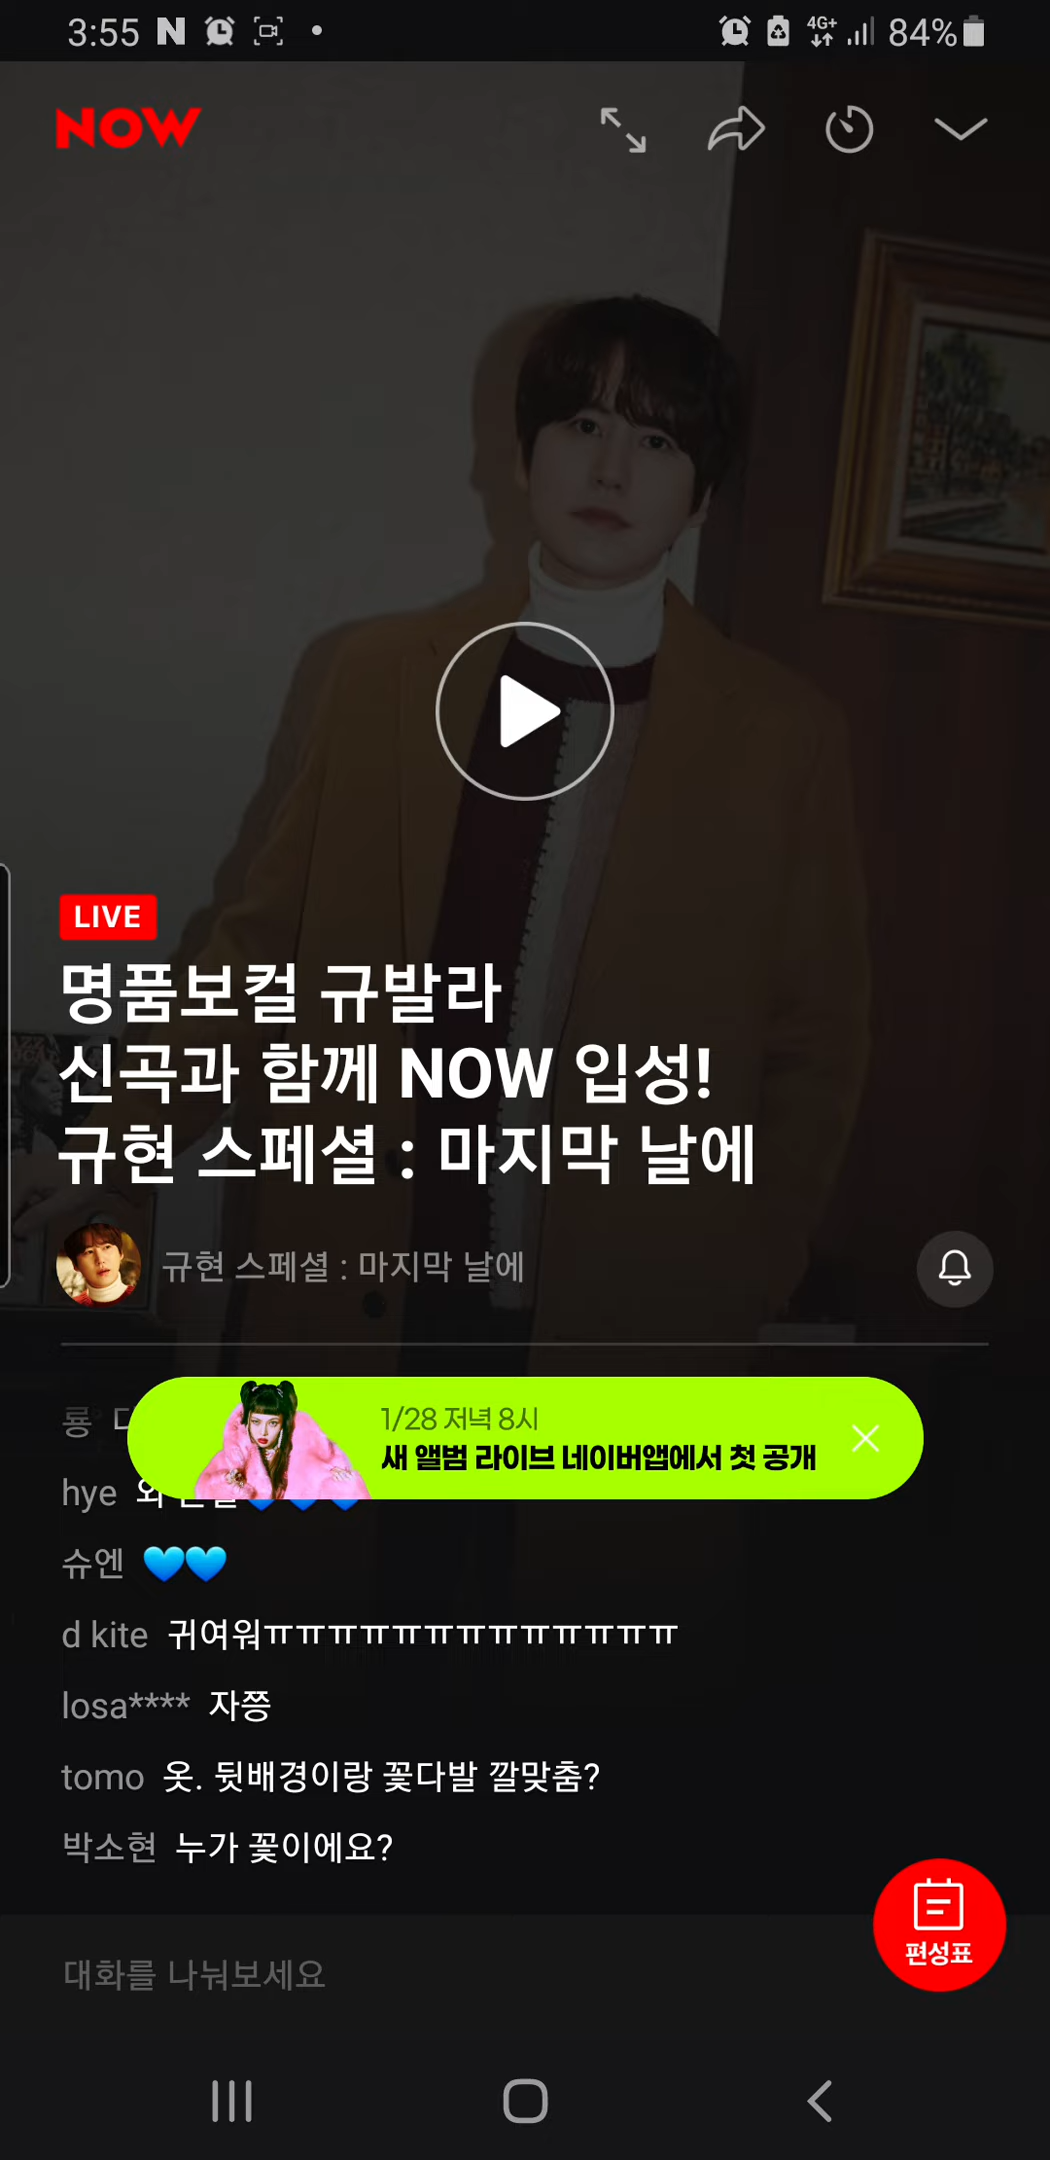 3:55 N 4G+ 84%
NOW
LIVE
명품보컬 규발라
신곡과 함께 NOW 입성!
규현 스페셜 : 마지막 날에
규현 스페셜 : 마지막 날에
룡
1/28 저녁 8시
새 앨범 라이브 네이버앱에서 첫 공개
hye 와 💙💙💙
슈엔 💙💙
d kite 귀여워ㅠㅠㅠㅠㅠㅠㅠㅠㅠㅠㅠㅠㅠ
losa**** 자쯩
tomo 옷. 뒷배경이랑 꽃다발 깔맞춤?
박소현 누가 꽃이에요?
편성표
대화를 나눠보세요